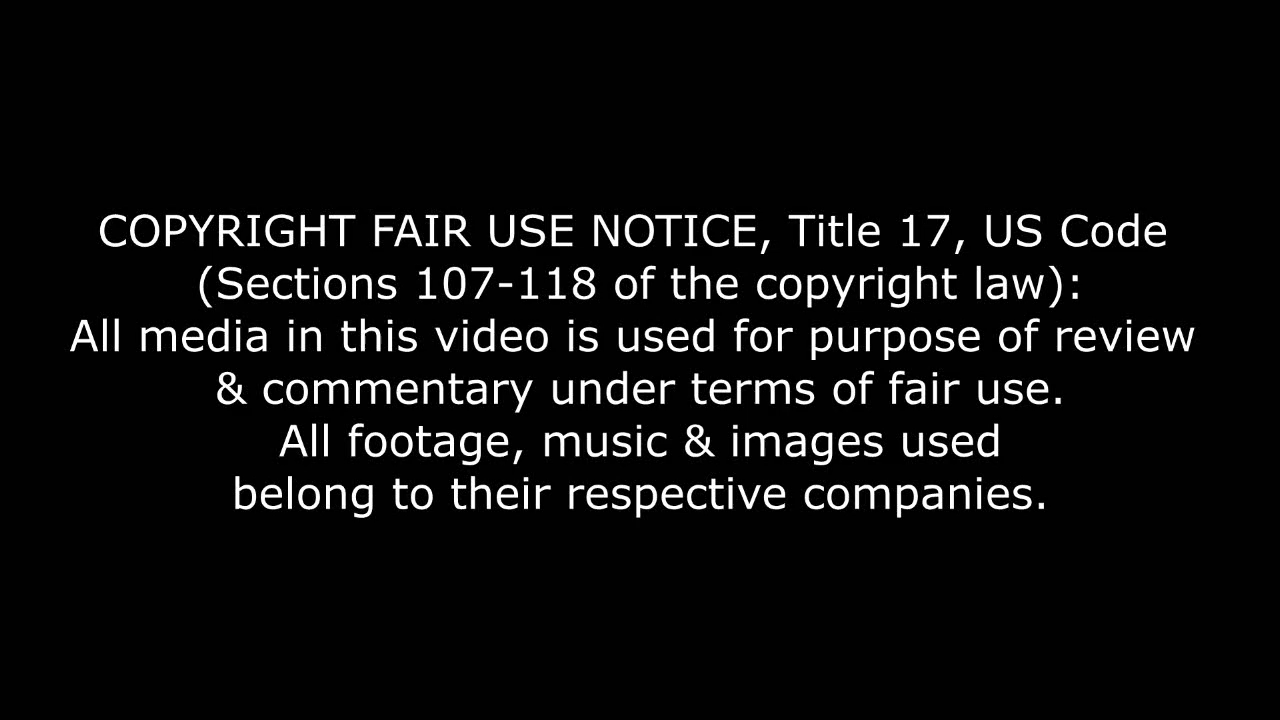 COPYRIGHT FAIR USE NOTICE, Title 17, US Code
(Sections 107-118 of the copyright law):
All media in this video is used for purpose of review
& commentary under terms of fair use.
All footage, music & images used
belong to their respective companies.